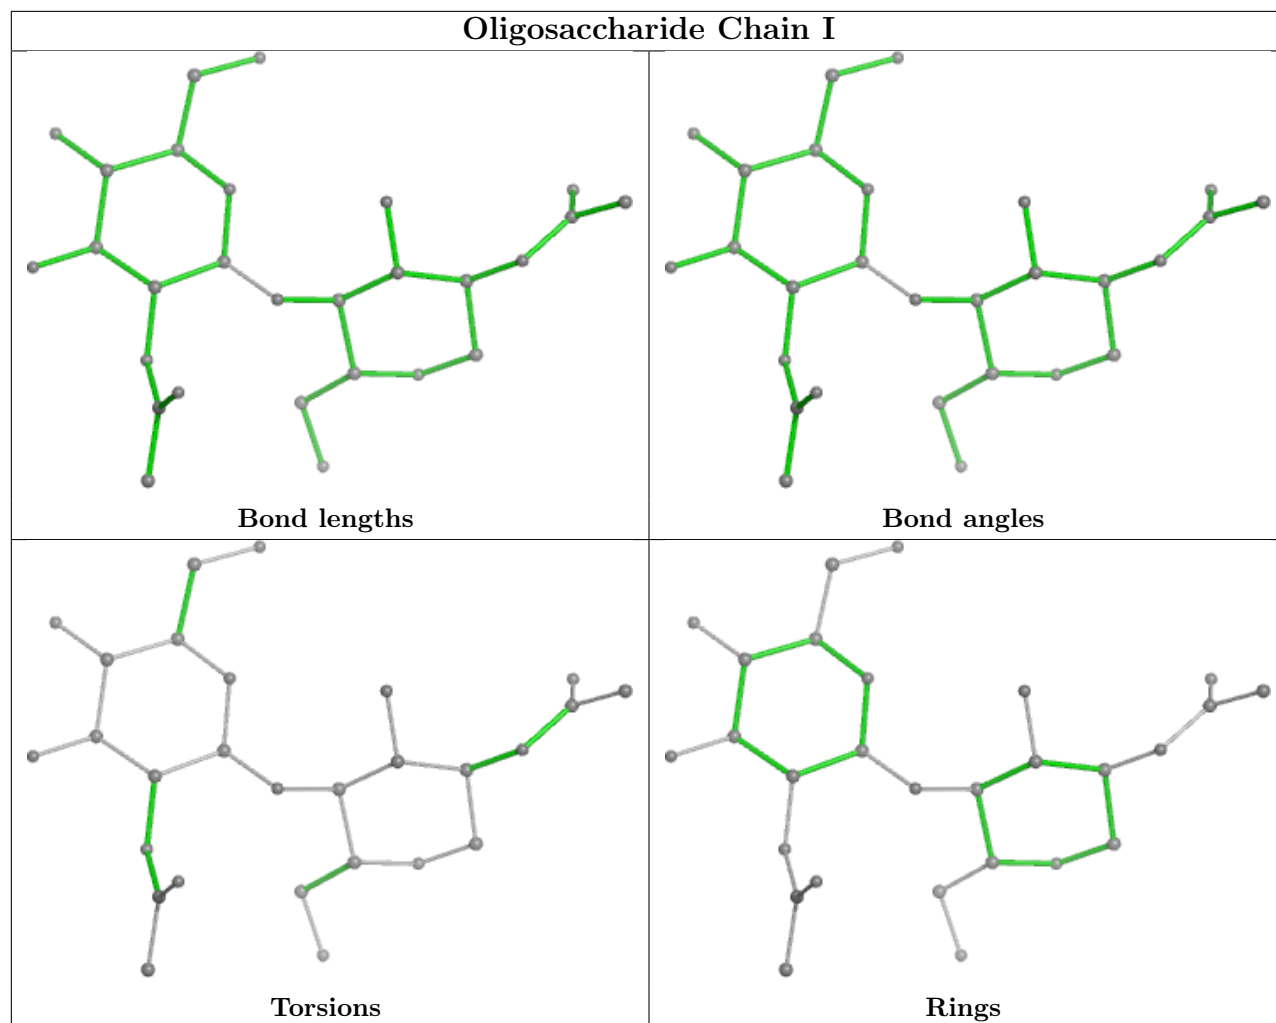 Oligosaccharide Chain I
Bond lengths
Bond angles
Torsions
Rings